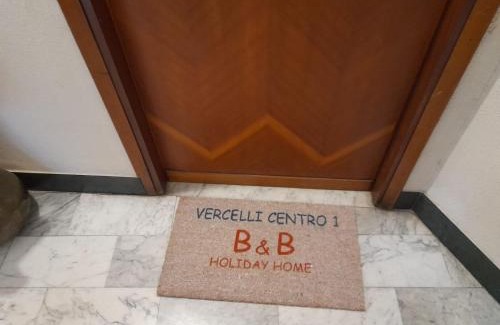 VERCELLI CENTRO 1
B & B
HOLIDAY HOME